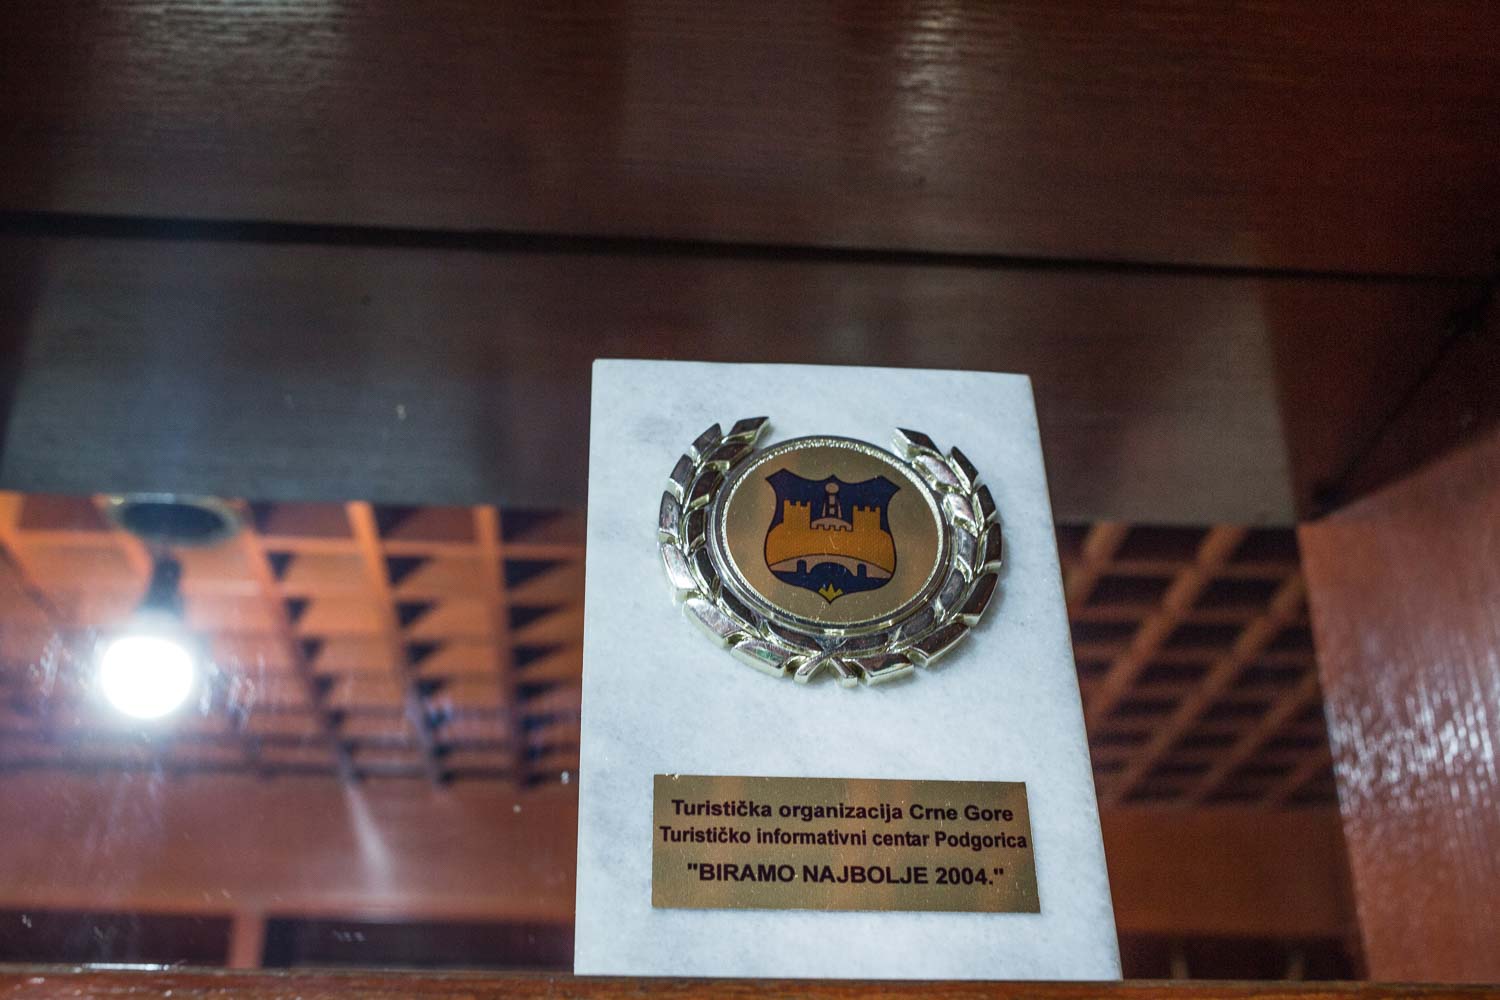 Turistička organizacija Crne Gore
Turističko informativni centar Podgorica
"BIRAMO NAJBOLJE 2004."